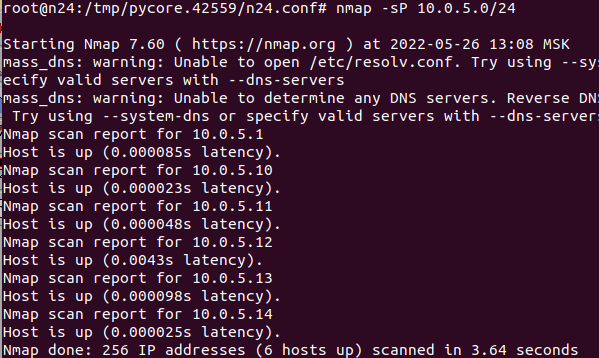 root@n24:/tmp/pycore.42559/n24.conf# nmap -sP 10.0.5.0/24
Starting Nmap 7.60 ( https://nmap.org ) at 2022-05-26 13:08 MSK
mass_dns: warning: Unable to open /etc/resolv.conf. Try using --sys
ecify valid servers with --dns-servers
mass_dns: warning: Unable to determine any DNS servers. Reverse DNS
Try using --system-dns or specify valid servers with --dns-servers
Nmap scan report for 10.0.5.1
Host is up (0.000085s latency).
Nmap scan report for 10.0.5.10
Host is up (0.000023s latency).
Nmap scan report for 10.0.5.11
Host is up (0.000048s latency).
Nmap scan report for 10.0.5.12
Host is up (0.0043s latency).
Nmap scan report for 10.0.5.13
Host is up (0.000098s latency).
Nmap scan report for 10.0.5.14
Host is up (0.000025s latency).
Nmap done: 256 IP addresses (6 hosts up) scanned in 3.64 seconds